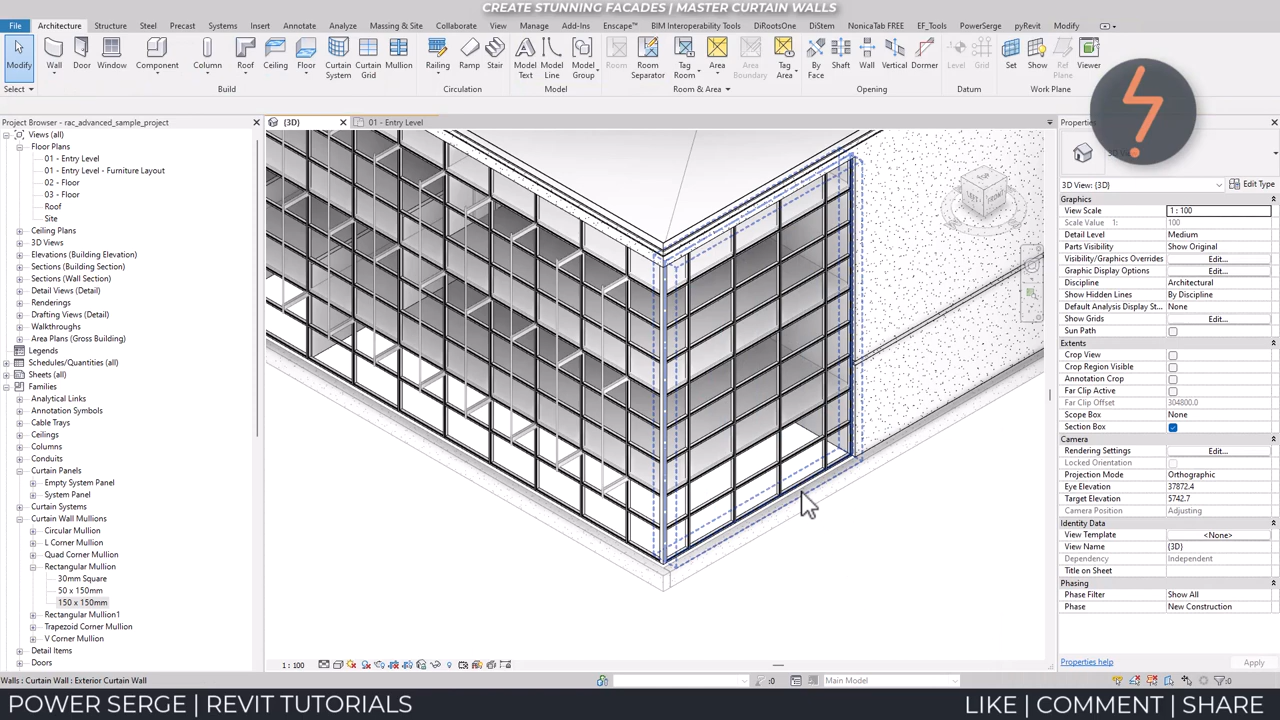 CREATE STUNNING FACADES | MASTER CURTAIN WALLS
File Architecture Structure Steel Precast Systems Insert Annotate Analyze Massing & Site Collaborate View Manage Add-Ins Enscape™ BIM Interoperability Tools DiRootsOne DiStem NonicaTab FREE EF_Tools PowerSerge pyRevit Modify
Modify Wall Door Window Component Column Roof Ceiling Floor Curtain System Curtain Grid Mullion Railing Ramp Stair Model Text Model Line Model Group Room Room Separator Tag Room Area Area Boundary Tag Area By Face Shaft Wall Vertical Dormer Level Grid Set Show Ref Plane Viewer
Select Build Circulation Model Room & Area Opening Datum Work Plane
Project Browser - rac_advanced_sample_project
Views (all)
Floor Plans
01 - Entry Level
01 - Entry Level - Furniture Layout
02 - Floor
03 - Floor
Roof
Site
Ceiling Plans
3D Views
Elevations (Building Elevation)
Sections (Building Section)
Sections (Wall Section)
Detail Views (Detail)
Renderings
Drafting Views (Detail)
Walkthroughs
Area Plans (Gross Building)
Legends
Schedules/Quantities (all)
Sheets (all)
Families
Analytical Links
Annotation Symbols
Cable Trays
Ceilings
Columns
Conduits
Curtain Panels
Empty System Panel
System Panel
Curtain Systems
Curtain Wall Mullions
Circular Mullion
L Corner Mullion
Quad Corner Mullion
Rectangular Mullion
30mm Square
50 x 150mm
150 x 150mm
Rectangular Mullion1
Trapezoid Corner Mullion
V Corner Mullion
Detail Items
Doors
{3D}
01 - Entry Level
1 : 100
Properties
3D View: {3D} Edit Type
Graphics
View Scale 1 : 100
Scale Value 1: 100
Detail Level Medium
Parts Visibility Show Original
Visibility/Graphics Overrides Edit...
Graphic Display Options Edit...
Discipline Architectural
Show Hidden Lines By Discipline
Default Analysis Display St... None
Show Grids Edit...
Sun Path
Extents
Crop View
Crop Region Visible
Annotation Crop
Far Clip Active
Far Clip Offset 304800.0
Scope Box None
Section Box
Camera
Rendering Settings Edit...
Locked Orientation
Projection Mode Orthographic
Eye Elevation 37872.4
Target Elevation 5742.7
Camera Position Adjusting
Identity Data
View Template <None>
View Name {3D}
Dependency Independent
Title on Sheet
Phasing
Phase Filter Show All
Phase New Construction
Properties help Apply
Walls : Curtain Wall : Exterior Curtain Wall :0 Main Model :0
POWER SERGE | REVIT TUTORIALS
LIKE | COMMENT | SHARE